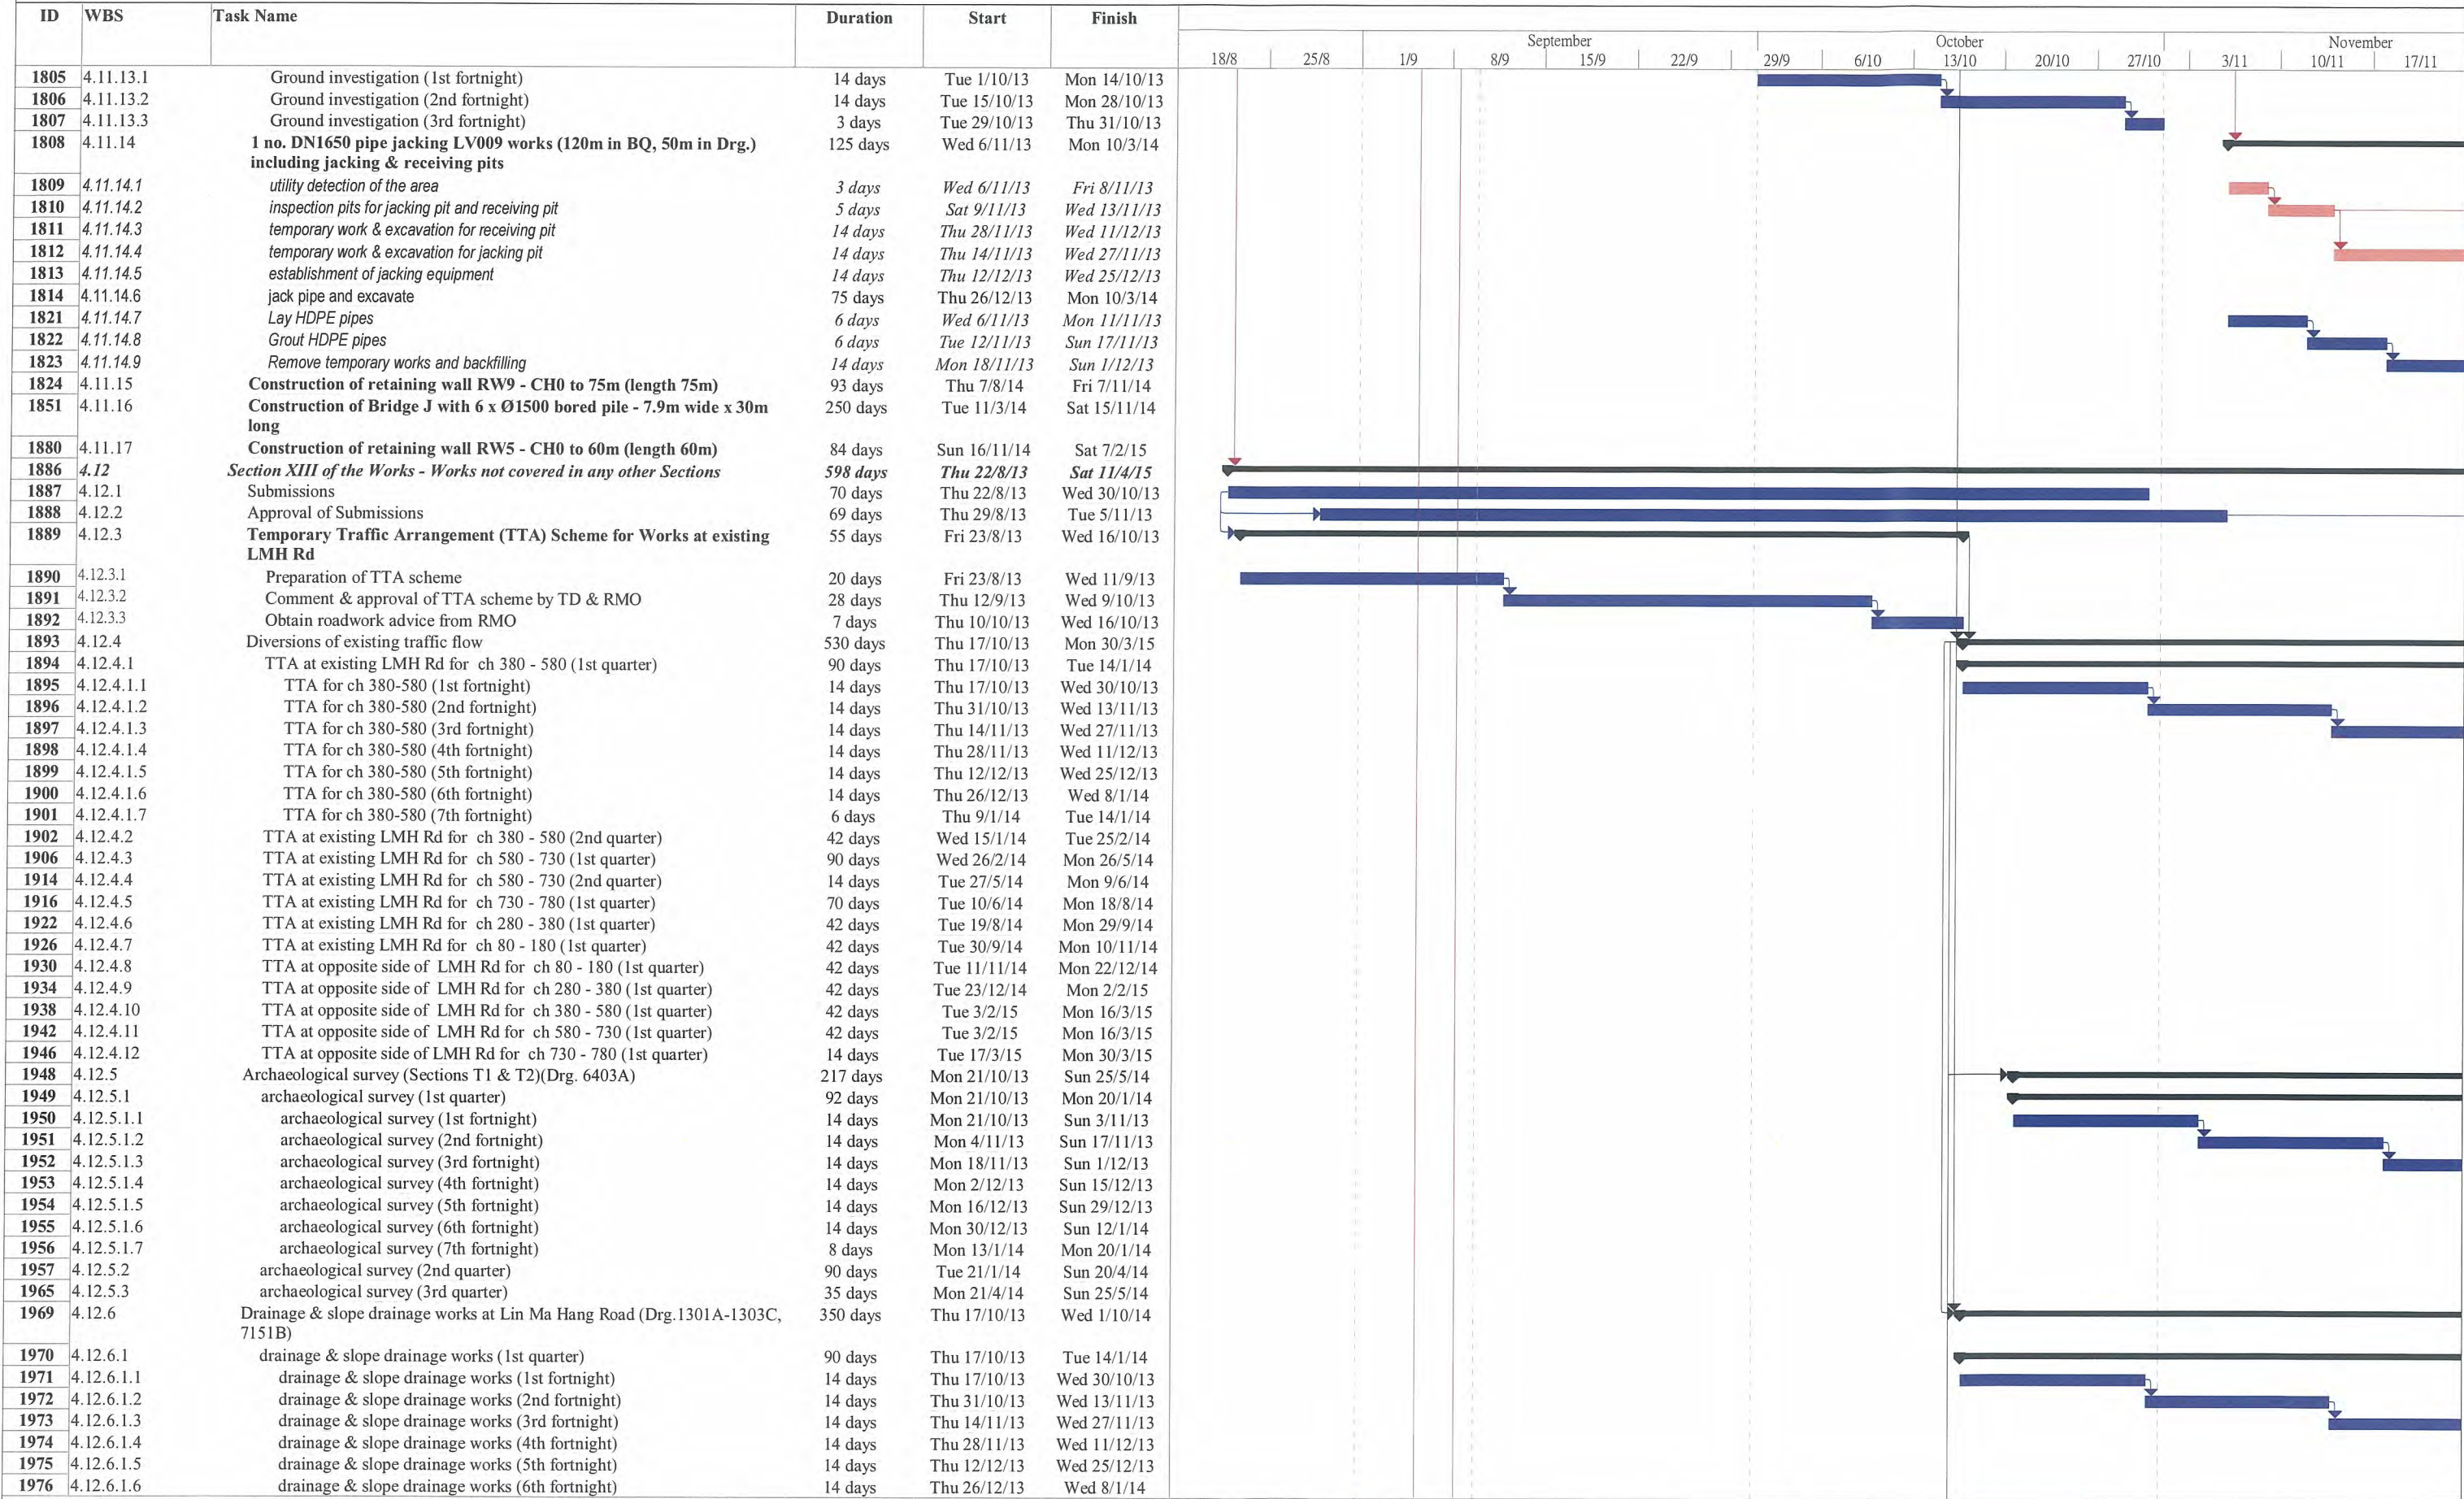 ID WBS Task Name Duration Start Finish
September October November
18/8 25/8 1/9 8/9 15/9 22/9 29/9 6/10 13/10 20/10 27/10 3/11 10/11 17/11
1805 4.11.13.1 Ground investigation (1st fortnight) 14 days Tue 1/10/13 Mon 14/10/13
1806 4.11.13.2 Ground investigation (2nd fortnight) 14 days Tue 15/10/13 Mon 28/10/13
1807 4.11.13.3 Ground investigation (3rd fortnight) 3 days Tue 29/10/13 Thu 31/10/13
1808 4.11.14 1 no. DN1650 pipe jacking LV009 works (120m in BQ, 50m in Drg.) 125 days Wed 6/11/13 Mon 10/3/14
including jacking & receiving pits
1809 4.11.14.1 utility detection of the area 3 days Wed 6/11/13 Fri 8/11/13
1810 4.11.14.2 inspection pits for jacking pit and receiving pit 5 days Sat 9/11/13 Wed 13/11/13
1811 4.11.14.3 temporary work & excavation for receiving pit 14 days Thu 28/11/13 Wed 11/12/13
1812 4.11.14.4 temporary work & excavation for jacking pit 14 days Thu 14/11/13 Wed 27/11/13
1813 4.11.14.5 establishment of jacking equipment 14 days Thu 12/12/13 Wed 25/12/13
1814 4.11.14.6 jack pipe and excavate 75 days Thu 26/12/13 Mon 10/3/14
1821 4.11.14.7 Lay HDPE pipes 6 days Wed 6/11/13 Mon 11/11/13
1822 4.11.14.8 Grout HDPE pipes 6 days Tue 12/11/13 Sun 17/11/13
1823 4.11.14.9 Remove temporary works and backfilling 14 days Mon 18/11/13 Sun 1/12/13
1824 4.11.15 Construction of retaining wall RW9 - CH0 to 75m (length 75m) 93 days Thu 7/8/14 Fri 7/11/14
1851 4.11.16 Construction of Bridge J with 6 x Ø1500 bored pile - 7.9m wide x 30m 250 days Tue 11/3/14 Sat 15/11/14
long
1880 4.11.17 Construction of retaining wall RW5 - CH0 to 60m (length 60m) 84 days Sun 16/11/14 Sat 7/2/15
1886 4.12 Section XIII of the Works - Works not covered in any other Sections 598 days Thu 22/8/13 Sat 11/4/15
1887 4.12.1 Submissions 70 days Thu 22/8/13 Wed 30/10/13
1888 4.12.2 Approval of Submissions 69 days Thu 29/8/13 Tue 5/11/13
1889 4.12.3 Temporary Traffic Arrangement (TTA) Scheme for Works at existing 55 days Fri 23/8/13 Wed 16/10/13
LMH Rd
1890 4.12.3.1 Preparation of TTA scheme 20 days Fri 23/8/13 Wed 11/9/13
1891 4.12.3.2 Comment & approval of TTA scheme by TD & RMO 28 days Thu 12/9/13 Wed 9/10/13
1892 4.12.3.3 Obtain roadwork advice from RMO 7 days Thu 10/10/13 Wed 16/10/13
1893 4.12.4 Diversions of existing traffic flow 530 days Thu 17/10/13 Mon 30/3/15
1894 4.12.4.1 TTA at existing LMH Rd for ch 380 - 580 (1st quarter) 90 days Thu 17/10/13 Tue 14/1/14
1895 4.12.4.1.1 TTA for ch 380-580 (1st fortnight) 14 days Thu 17/10/13 Wed 30/10/13
1896 4.12.4.1.2 TTA for ch 380-580 (2nd fortnight) 14 days Thu 31/10/13 Wed 13/11/13
1897 4.12.4.1.3 TTA for ch 380-580 (3rd fortnight) 14 days Thu 14/11/13 Wed 27/11/13
1898 4.12.4.1.4 TTA for ch 380-580 (4th fortnight) 14 days Thu 28/11/13 Wed 11/12/13
1899 4.12.4.1.5 TTA for ch 380-580 (5th fortnight) 14 days Thu 12/12/13 Wed 25/12/13
1900 4.12.4.1.6 TTA for ch 380-580 (6th fortnight) 14 days Thu 26/12/13 Wed 8/1/14
1901 4.12.4.1.7 TTA for ch 380-580 (7th fortnight) 6 days Thu 9/1/14 Tue 14/1/14
1902 4.12.4.2 TTA at existing LMH Rd for ch 380 - 580 (2nd quarter) 42 days Wed 15/1/14 Tue 25/2/14
1906 4.12.4.3 TTA at existing LMH Rd for ch 580 - 730 (1st quarter) 90 days Wed 26/2/14 Mon 26/5/14
1914 4.12.4.4 TTA at existing LMH Rd for ch 580 - 730 (2nd quarter) 14 days Tue 27/5/14 Mon 9/6/14
1916 4.12.4.5 TTA at existing LMH Rd for ch 730 - 780 (1st quarter) 70 days Tue 10/6/14 Mon 18/8/14
1922 4.12.4.6 TTA at existing LMH Rd for ch 280 - 380 (1st quarter) 42 days Tue 19/8/14 Mon 29/9/14
1926 4.12.4.7 TTA at existing LMH Rd for ch 80 - 180 (1st quarter) 42 days Tue 30/9/14 Mon 10/11/14
1930 4.12.4.8 TTA at opposite side of LMH Rd for ch 80 - 180 (1st quarter) 42 days Tue 11/11/14 Mon 22/12/14
1934 4.12.4.9 TTA at opposite side of LMH Rd for ch 280 - 380 (1st quarter) 42 days Tue 23/12/14 Mon 2/2/15
1938 4.12.4.10 TTA at opposite side of LMH Rd for ch 380 - 580 (1st quarter) 42 days Tue 3/2/15 Mon 16/3/15
1942 4.12.4.11 TTA at opposite side of LMH Rd for ch 580 - 730 (1st quarter) 42 days Tue 3/2/15 Mon 16/3/15
1946 4.12.4.12 TTA at opposite side of LMH Rd for ch 730 - 780 (1st quarter) 14 days Tue 17/3/15 Mon 30/3/15
1948 4.12.5 Archaeological survey (Sections T1 & T2)(Drg. 6403A) 217 days Mon 21/10/13 Sun 25/5/14
1949 4.12.5.1 archaeological survey (1st quarter) 92 days Mon 21/10/13 Mon 20/1/14
1950 4.12.5.1.1 archaeological survey (1st fortnight) 14 days Mon 21/10/13 Sun 3/11/13
1951 4.12.5.1.2 archaeological survey (2nd fortnight) 14 days Mon 4/11/13 Sun 17/11/13
1952 4.12.5.1.3 archaeological survey (3rd fortnight) 14 days Mon 18/11/13 Sun 1/12/13
1953 4.12.5.1.4 archaeological survey (4th fortnight) 14 days Mon 2/12/13 Sun 15/12/13
1954 4.12.5.1.5 archaeological survey (5th fortnight) 14 days Mon 16/12/13 Sun 29/12/13
1955 4.12.5.1.6 archaeological survey (6th fortnight) 14 days Mon 30/12/13 Sun 12/1/14
1956 4.12.5.1.7 archaeological survey (7th fortnight) 8 days Mon 13/1/14 Mon 20/1/14
1957 4.12.5.2 archaeological survey (2nd quarter) 90 days Tue 21/1/14 Sun 20/4/14
1965 4.12.5.3 archaeological survey (3rd quarter) 35 days Mon 21/4/14 Sun 25/5/14
1969 4.12.6 Drainage & slope drainage works at Lin Ma Hang Road (Drg.1301A-1303C, 350 days Thu 17/10/13 Wed 1/10/14
7151B)
1970 4.12.6.1 drainage & slope drainage works (1st quarter) 90 days Thu 17/10/13 Tue 14/1/14
1971 4.12.6.1.1 drainage & slope drainage works (1st fortnight) 14 days Thu 17/10/13 Wed 30/10/13
1972 4.12.6.1.2 drainage & slope drainage works (2nd fortnight) 14 days Thu 31/10/13 Wed 13/11/13
1973 4.12.6.1.3 drainage & slope drainage works (3rd fortnight) 14 days Thu 14/11/13 Wed 27/11/13
1974 4.12.6.1.4 drainage & slope drainage works (4th fortnight) 14 days Thu 28/11/13 Wed 11/12/13
1975 4.12.6.1.5 drainage & slope drainage works (5th fortnight) 14 days Thu 12/12/13 Wed 25/12/13
1976 4.12.6.1.6 drainage & slope drainage works (6th fortnight) 14 days Thu 26/12/13 Wed 8/1/14